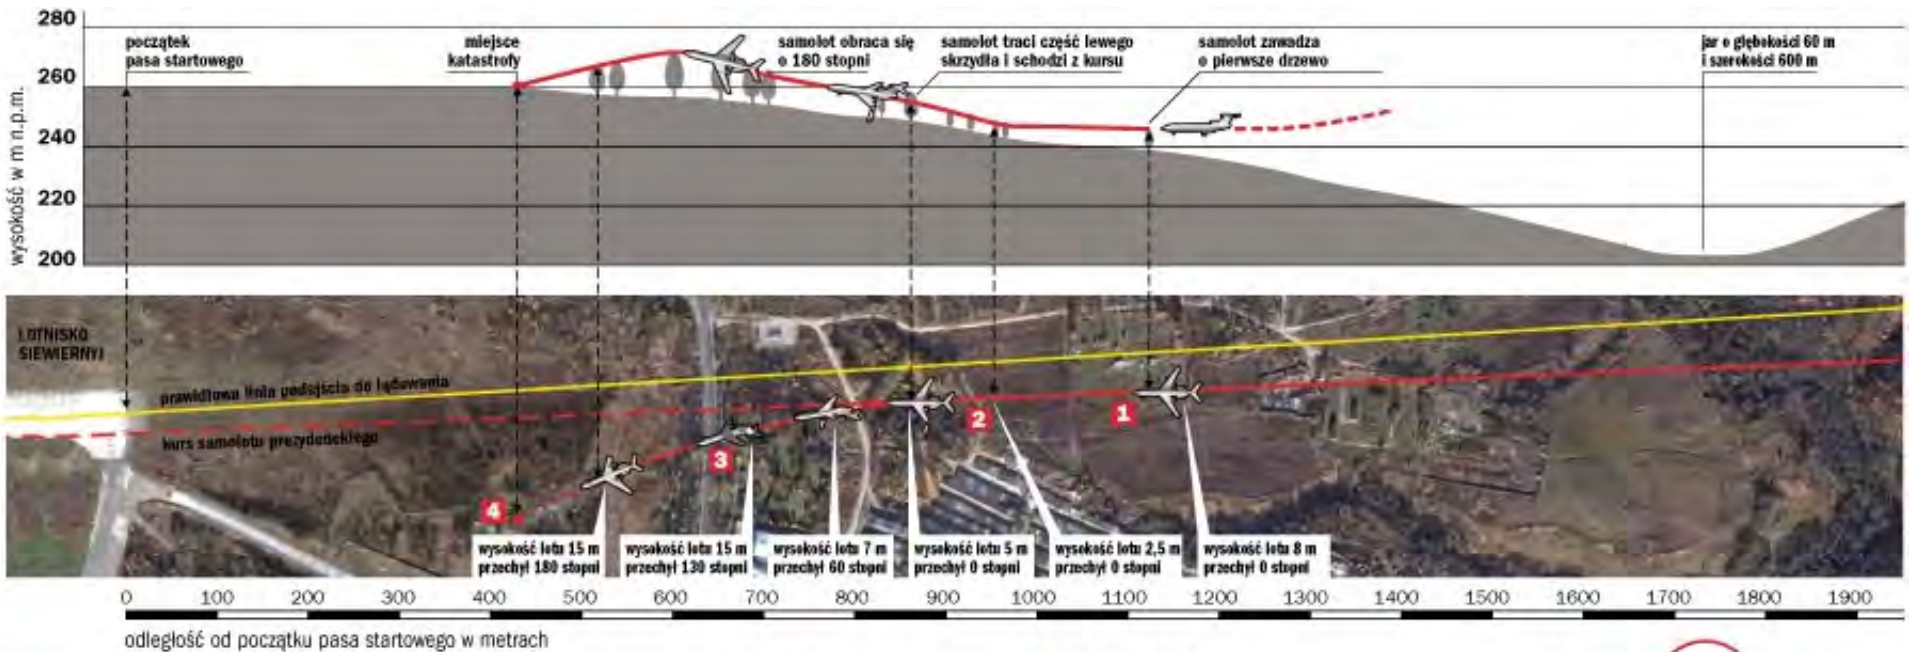 280
260
240
220
200
wysokość w m n.p.m.
początek
pasa startowego
miejsce
katastrofy
samolot obraca się
o 180 stopni
samolot traci część lewego
skrzydła i schodzi z kursu
samolot zawadza
o pierwsze drzewo
jar o głębokości 60 m
i szerokości 600 m
LOTNISKO
SIEWIERNYJ
prawidłowa linia podejścia do lądowania
kurs samolotu prezydenckiego
1
2
3
4
wysokość lotu 15 m
przechył 180 stopni
wysokość lotu 15 m
przechył 130 stopni
wysokość lotu 7 m
przechył 60 stopni
wysokość lotu 5 m
przechył 0 stopni
wysokość lotu 2,5 m
przechył 0 stopni
wysokość lotu 8 m
przechył 0 stopni
0 100 200 300 400 500 600 700 800 900 1000 1100 1200 1300 1400 1500 1600 1700 1800 1900
odległość od początku pasa startowego w metrach